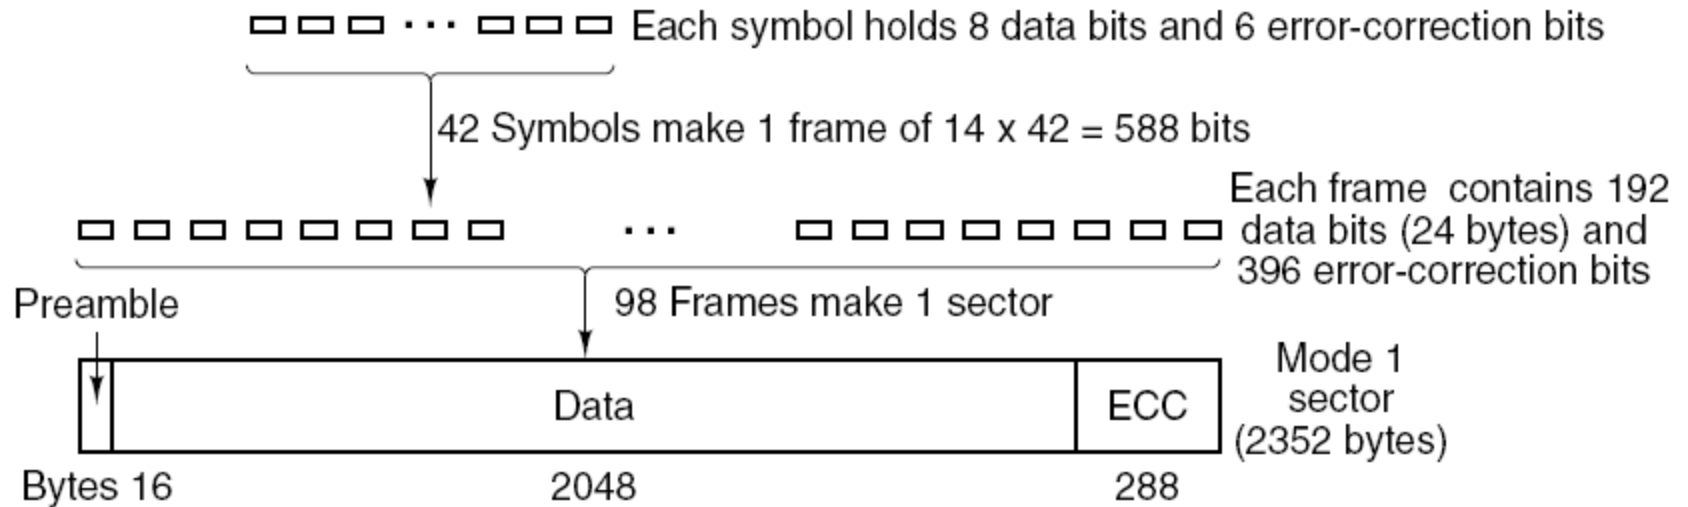 Each symbol holds 8 data bits and 6 error-correction bits
42 Symbols make 1 frame of 14 x 42 = 588 bits
Each frame contains 192
data bits (24 bytes) and
396 error-correction bits
Preamble
98 Frames make 1 sector
Mode 1
sector
(2352 bytes)
Data
ECC
Bytes 16
2048
288